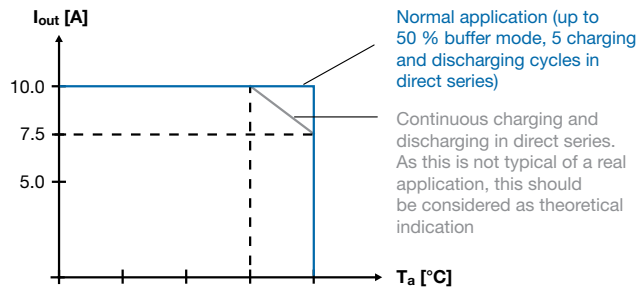 Iout [A]
Normal application (up to
50 % buffer mode, 5 charging
and discharging cycles in
direct series)
10.0
Continuous charging and
discharging in direct series.
As this is not typical of a real
application, this should
be considered as theoretical
indication
7.5
5.0
Ta [°C]